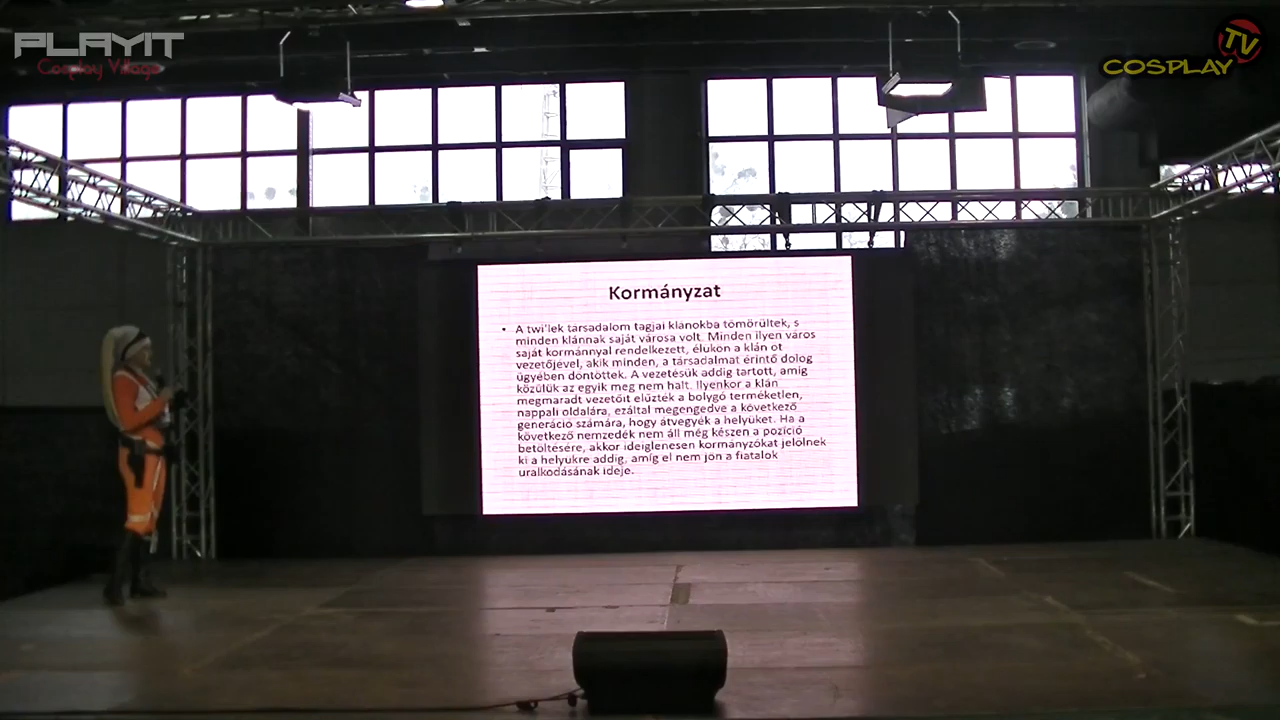 PLAYIT
Cosplay Village
COSPLAY TV
Kormányzat
• A twi'lek társadalom tagjai klánokba tömörültek, s
minden klánnak saját városa volt. Minden ilyen város
saját kormánnyal rendelkezett, élükön a klán öt
vezetőjével, akik minden, a társadalmat érintő dolog
ügyében döntöttek. A vezetésük addig tartott, amíg
közülük az egyik meg nem halt. Ilyenkor a klán
megmaradt vezetőit elűzték a bolygó terméketlen,
nappali oldalára, ezáltal megengedve a következő
generáció számára, hogy átvegyék a helyüket. Ha a
következő nemzedék nem áll még készen a pozíció
betöltésére, akkor ideiglenesen kormányzókat jelölnek
ki a helyükre addig, amíg el nem jön a fiatalok
uralkodásának ideje.